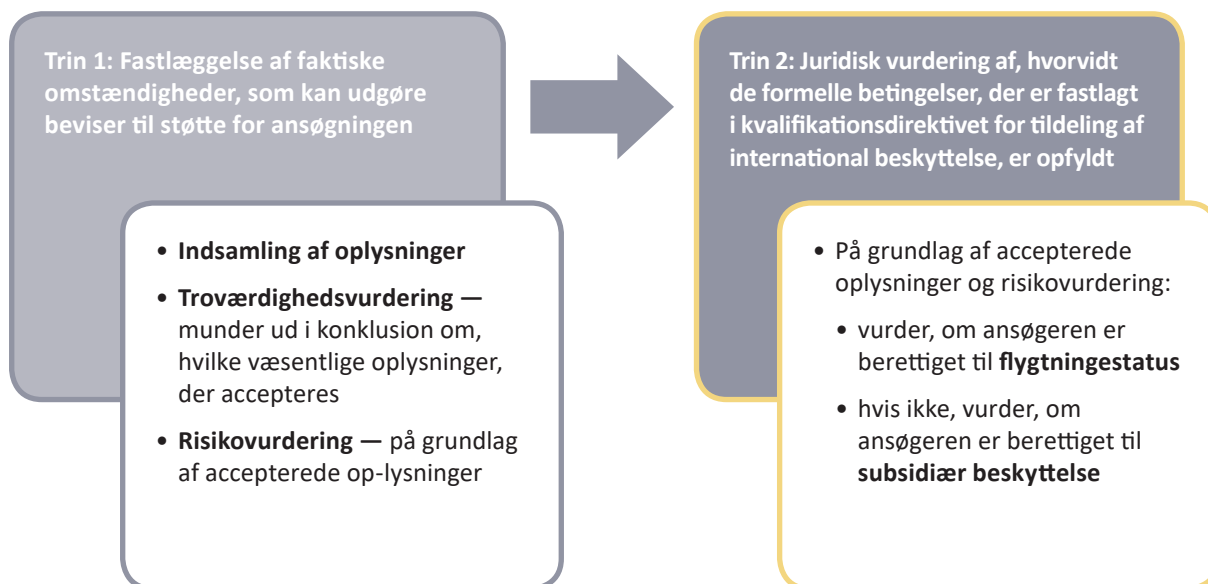 Trin 1: Fastlæggelse af faktiske
omstændigheder, som kan udgøre
beviser til støtte for ansøgningen
• Indsamling af oplysninger
• Troværdighedsvurdering —
munder ud i konklusion om,
hvilke væsentlige oplysninger,
der accepteres
• Risikovurdering — på grundlag
af accepterede op-lysninger
Trin 2: Juridisk vurdering af, hvorvidt
de formelle betingelser, der er fastlagt
i kvalifikationsdirektivet for tildeling af
international beskyttelse, er opfyldt
• På grundlag af accepterede
oplysninger og risikovurdering:
• vurder, om ansøgeren er
berettiget til flygtningestatus
• hvis ikke, vurder, om
ansøgeren er berettiget til
subsidiær beskyttelse